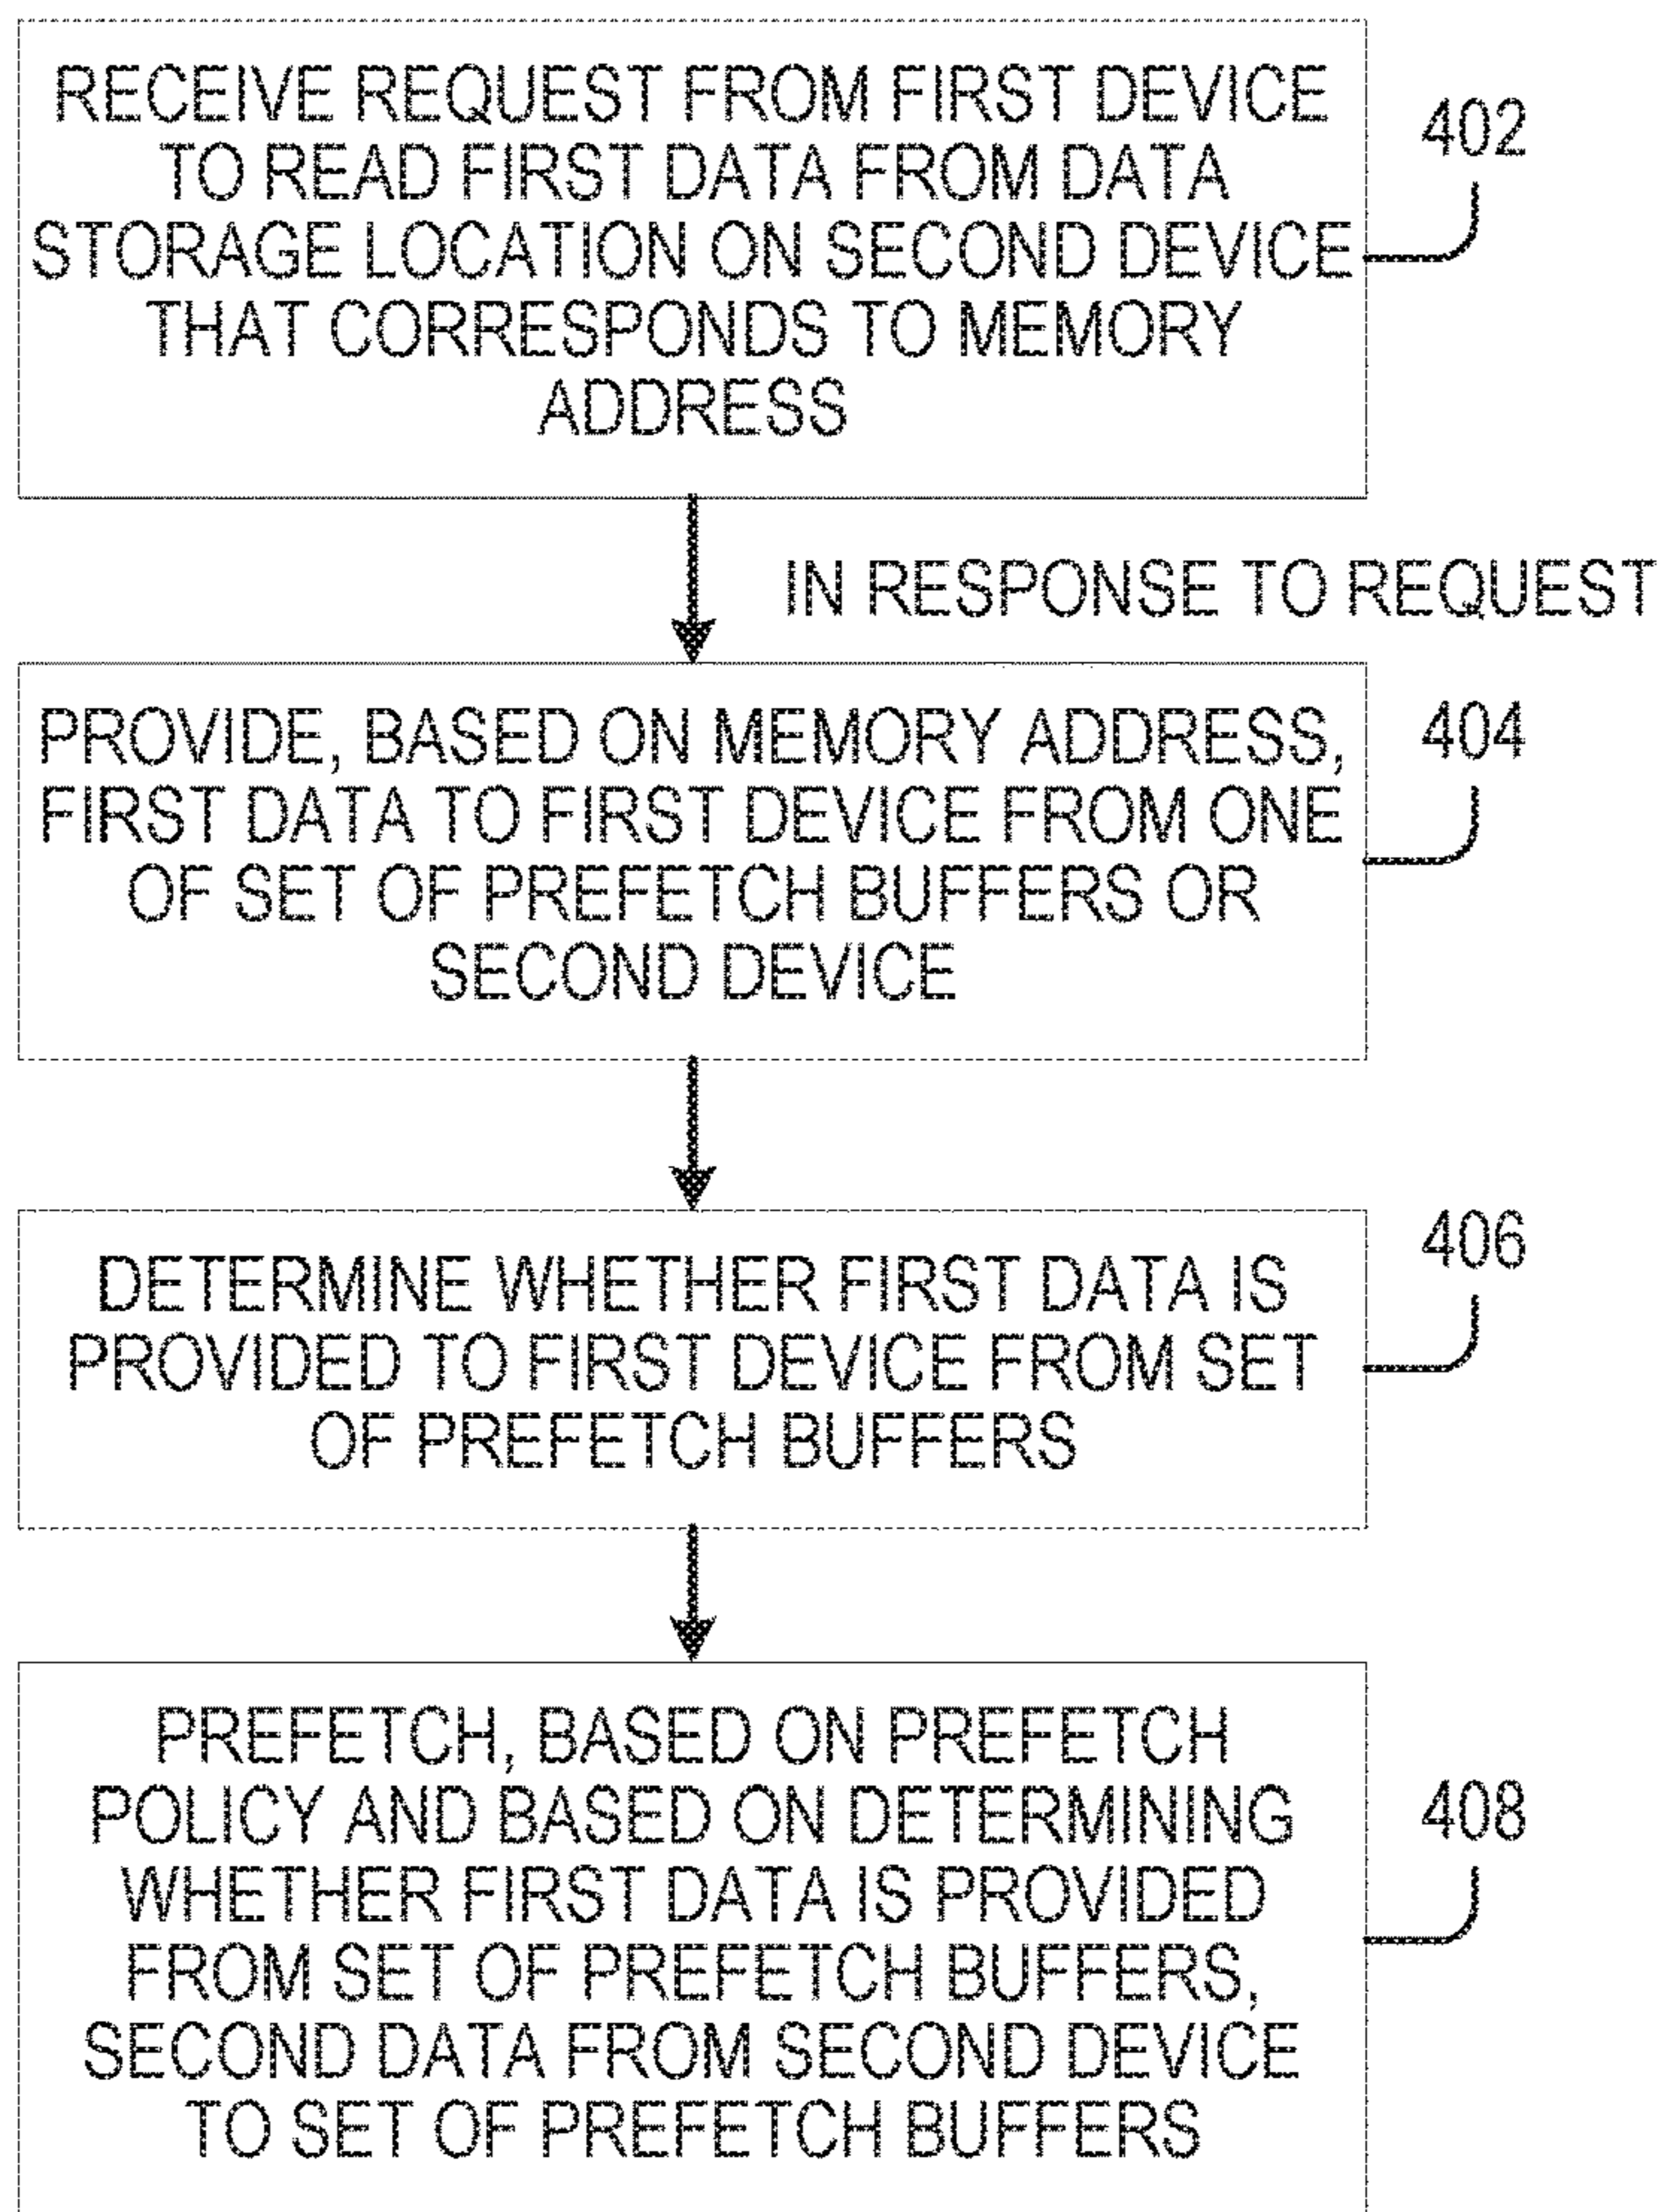 RECEIVE REQUEST FROM FIRST DEVICE
TO READ FIRST DATA FROM DATA
STORAGE LOCATION ON SECOND DEVICE
THAT CORRESPONDS TO MEMORY
ADDRESS
402
IN RESPONSE TO REQUEST
PROVIDE, BASED ON MEMORY ADDRESS,
FIRST DATA TO FIRST DEVICE FROM ONE
OF SET OF PREFETCH BUFFERS OR
SECOND DEVICE
404
DETERMINE WHETHER FIRST DATA IS
PROVIDED TO FIRST DEVICE FROM SET
OF PREFETCH BUFFERS
406
PREFETCH, BASED ON PREFETCH
POLICY AND BASED ON DETERMINING
WHETHER FIRST DATA IS PROVIDED
FROM SET OF PREFETCH BUFFERS,
SECOND DATA FROM SECOND DEVICE
TO SET OF PREFETCH BUFFERS
408